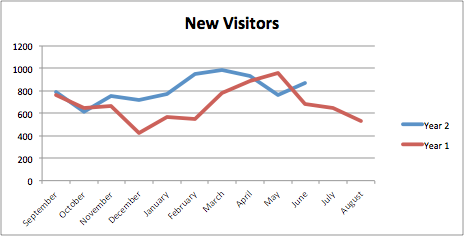 New Visitors
1200
1000
800
600
400
200
0
September
October
November
December
January
February
March
April
May
June
July
August
Year 2
Year 1